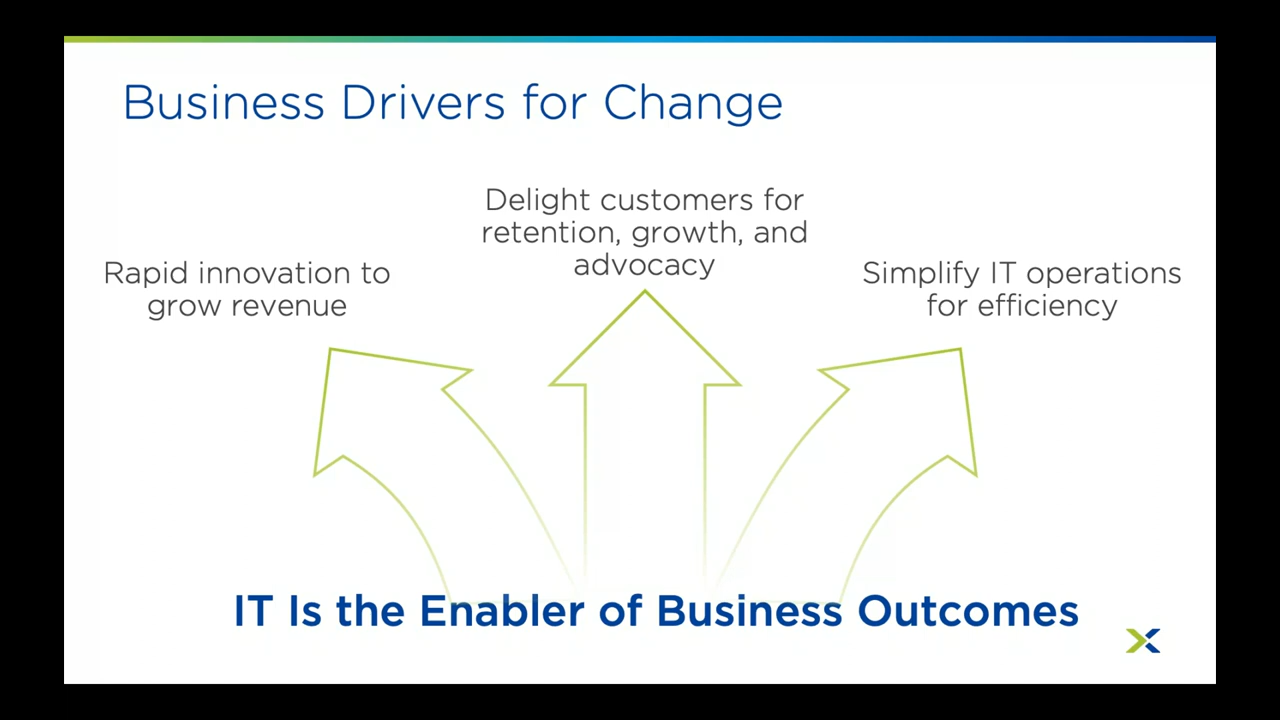 Business Drivers for Change
Delight customers for
retention, growth, and
advocacy
Rapid innovation to
grow revenue
Simplify IT operations
for efficiency
IT Is the Enabler of Business Outcomes